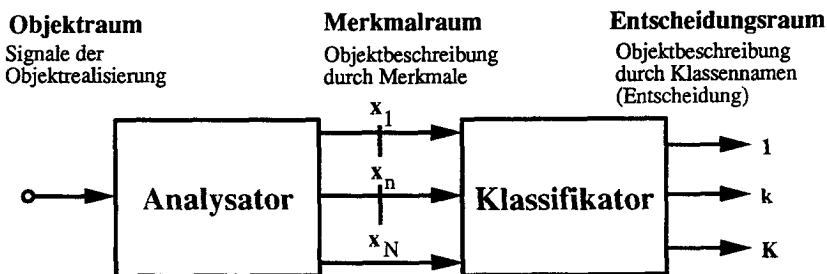 Objektraum
Signale der
Objektrealisierung
Merkmalraum
Objektbeschreibung
durch Merkmale
Entscheidungsraum
Objektbeschreibung
durch Klassennamen
(Entscheidung)
Analysator
x1
xn
xN
Klassifikator
1
k
K